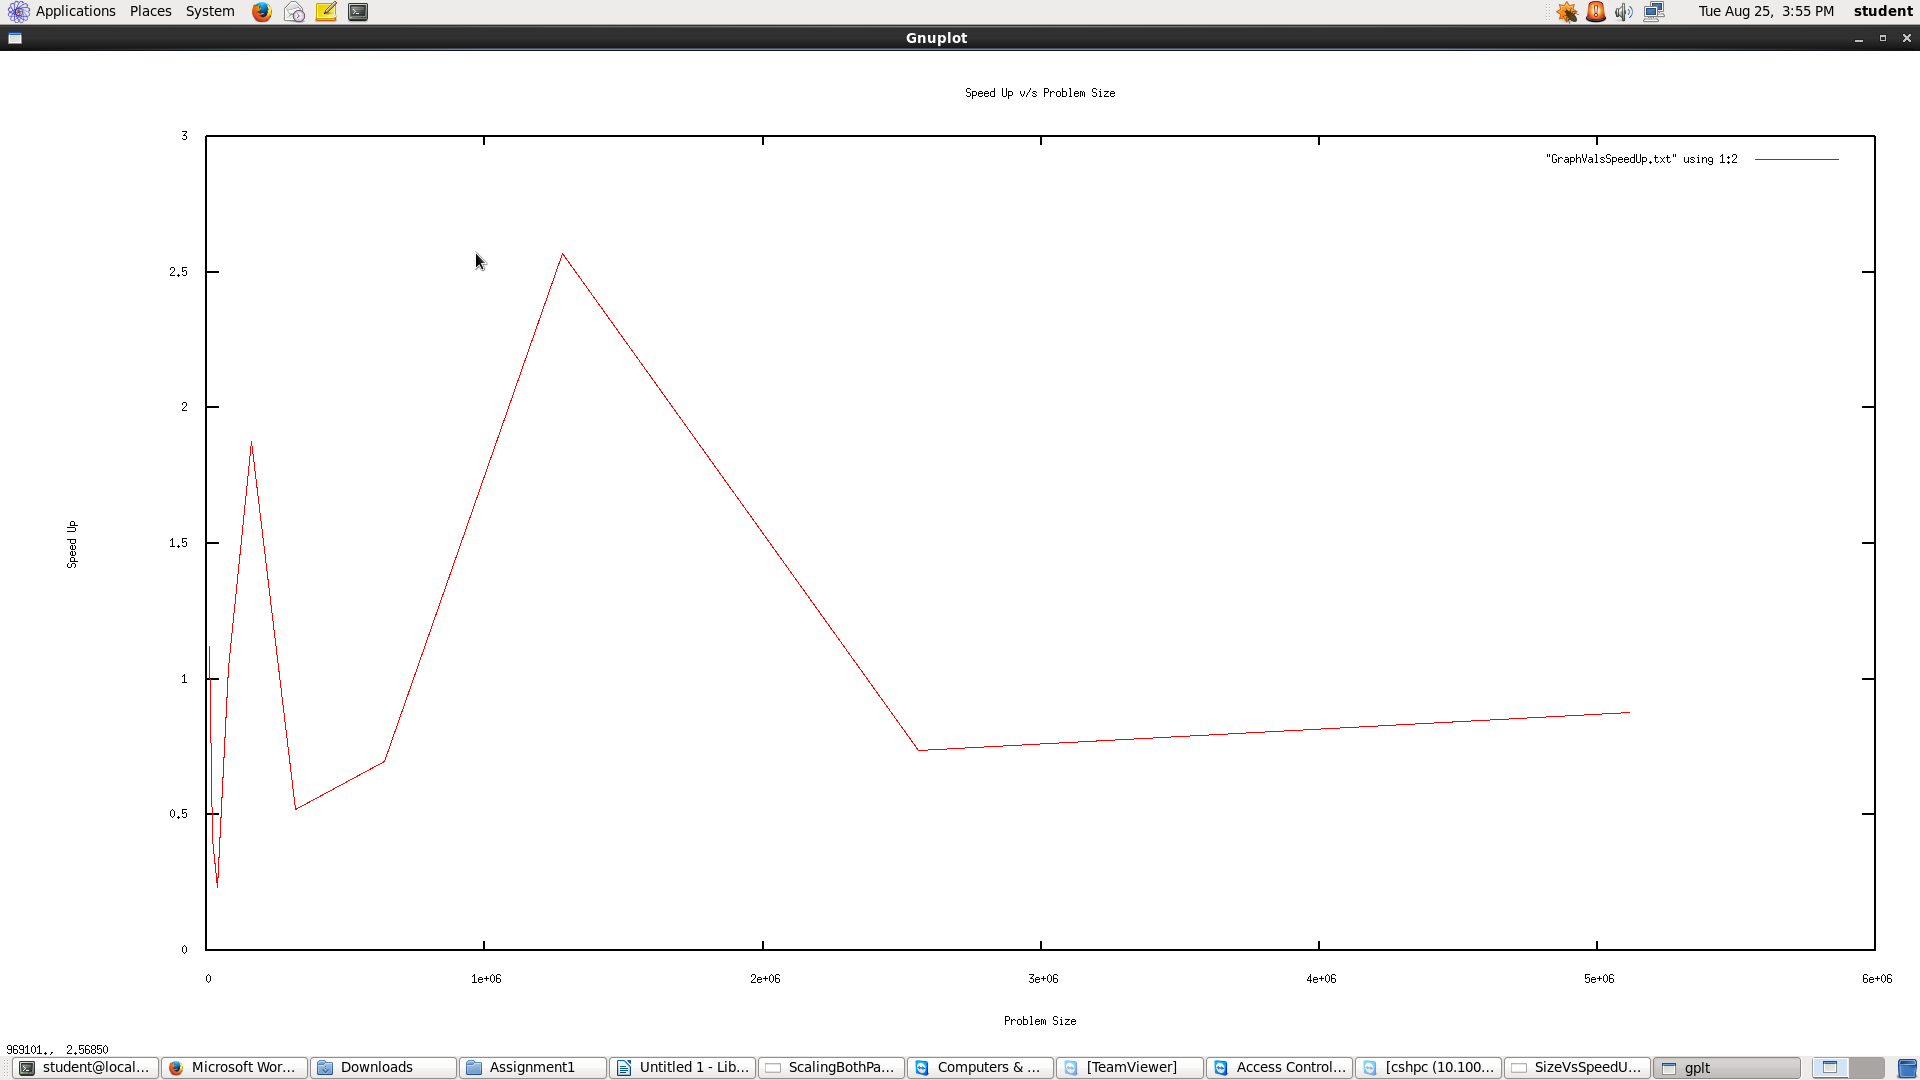 Applications Places System Tue Aug 25, 3:55 PM student
Gnuplot
Speed Up v/s Problem Size
"GraphValsSpeedUp.txt" using 1:2
3
2.5
2
1.5
1
0.5
0
Speed Up
0 1e+06 2e+06 3e+06 4e+06 5e+06 6e+06
Problem Size
969101., 2.56850
student@local... Microsoft Wor... Downloads Assignment1 Untitled 1 - Lib... ScalingBothPa... Computers & ... [TeamViewer] Access Control... [cshpc (10.100... SizeVsSpeedU... gplt